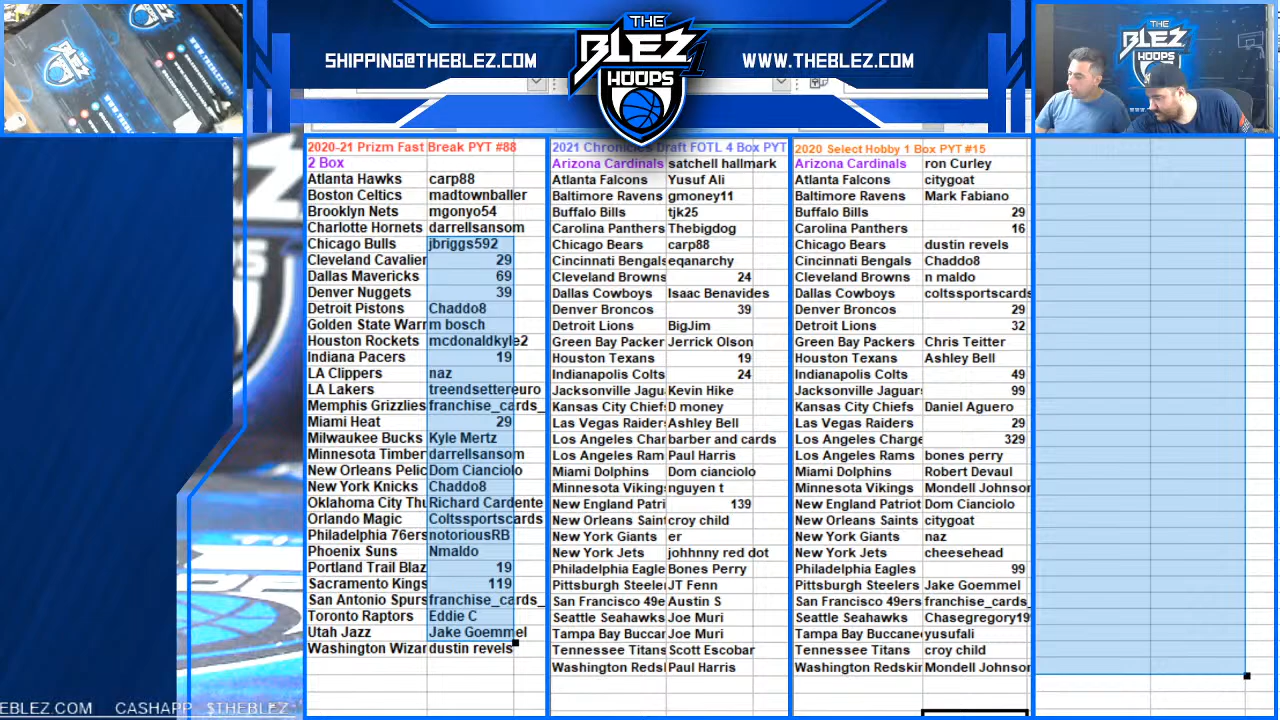 SHIPPING@THEBLEZ.COM
THE
BLEZ
HOOPS
WWW.THEBLEZ.COM
THE
BLEZ
HOOPS
2020-21 Prizm Fast Break PYT #88
2 Box
Atlanta Hawks carp88
Boston Celtics madtownballer
Brooklyn Nets mgonyo54
Charlotte Hornets darrellsansom
Chicago Bulls jbriggs592
Cleveland Cavalier 29
Dallas Mavericks 69
Denver Nuggets 39
Detroit Pistons Chaddo8
Golden State Warr m bosch
Houston Rockets mcdonaldkyle2
Indiana Pacers 19
LA Clippers naz
LA Lakers treendsettereuro
Memphis Grizzlies franchise_cards_
Miami Heat 29
Milwaukee Bucks Kyle Mertz
Minnesota Timber darrellsansom
New Orleans Pelic Dom Cianciolo
New York Knicks Chaddo8
Oklahoma City Thu Richard Cardente
Orlando Magic Coltssportscards
Philadelphia 76ers notoriousRB
Phoenix Suns Nmaldo
Portland Trail Blaz 19
Sacramento Kings 119
San Antonio Spurs franchise_cards_
Toronto Raptors Eddie C
Utah Jazz Jake Goemmel
Washington Wizar dustin revels
2021 Chronicles Draft FOTL 4 Box PYT
Arizona Cardinals satchell hallmark
Atlanta Falcons Yusuf Ali
Baltimore Ravens gmoney11
Buffalo Bills tjk25
Carolina Panthers Thebigdog
Chicago Bears carp88
Cincinnati Bengals eqanarchy
Cleveland Browns 24
Dallas Cowboys Isaac Benavides
Denver Broncos 39
Detroit Lions BigJim
Green Bay Packer Jerrick Olson
Houston Texans 19
Indianapolis Colts 24
Jacksonville Jagu Kevin Hike
Kansas City Chiefs D money
Las Vegas Raiders Ashley Bell
Los Angeles Char barber and cards
Los Angeles Ram Paul Harris
Miami Dolphins Dom cianciolo
Minnesota Viking nguyen t
New England Patri 139
New Orleans Saint croy child
New York Giants er
New York Jets johhnny red dot
Philadelphia Eagle Bones Perry
Pittsburgh Steele JT Fenn
San Francisco 49e Austin S
Seattle Seahawks Joe Muri
Tampa Bay Buccar Joe Muri
Tennessee Titans Scott Escobar
Washington Reds Paul Harris
2020 Select Hobby 1 Box PYT #15
Arizona Cardinals ron Curley
Atlanta Falcons citygoat
Baltimore Ravens Mark Fabiano
Buffalo Bills 29
Carolina Panthers 16
Chicago Bears dustin revels
Cincinnati Bengals Chaddo8
Cleveland Browns n maldo
Dallas Cowboys coltssportscards
Denver Broncos 29
Detroit Lions 32
Green Bay Packers Chris Teitter
Houston Texans Ashley Bell
Indianapolis Colts 49
Jacksonville Jaguar 99
Kansas City Chiefs Daniel Aguero
Las Vegas Raiders 29
Los Angeles Charge 329
Los Angeles Rams bones perry
Miami Dolphins Robert Devaul
Minnesota Vikings Mondell Johnson
New England Patriot Dom Cianciolo
New Orleans Saints citygoat
New York Giants naz
New York Jets cheesehead
Philadelphia Eagles 99
Pittsburgh Steelers Jake Goemmel
San Francisco 49ers franchise_cards_
Seattle Seahawks Chasegregory19
Tampa Bay Buccane yusufali
Tennessee Titans croy child
Washington Redskin Mondell Johnson
BLEZ.COM CASHAPP $THEBLEZ